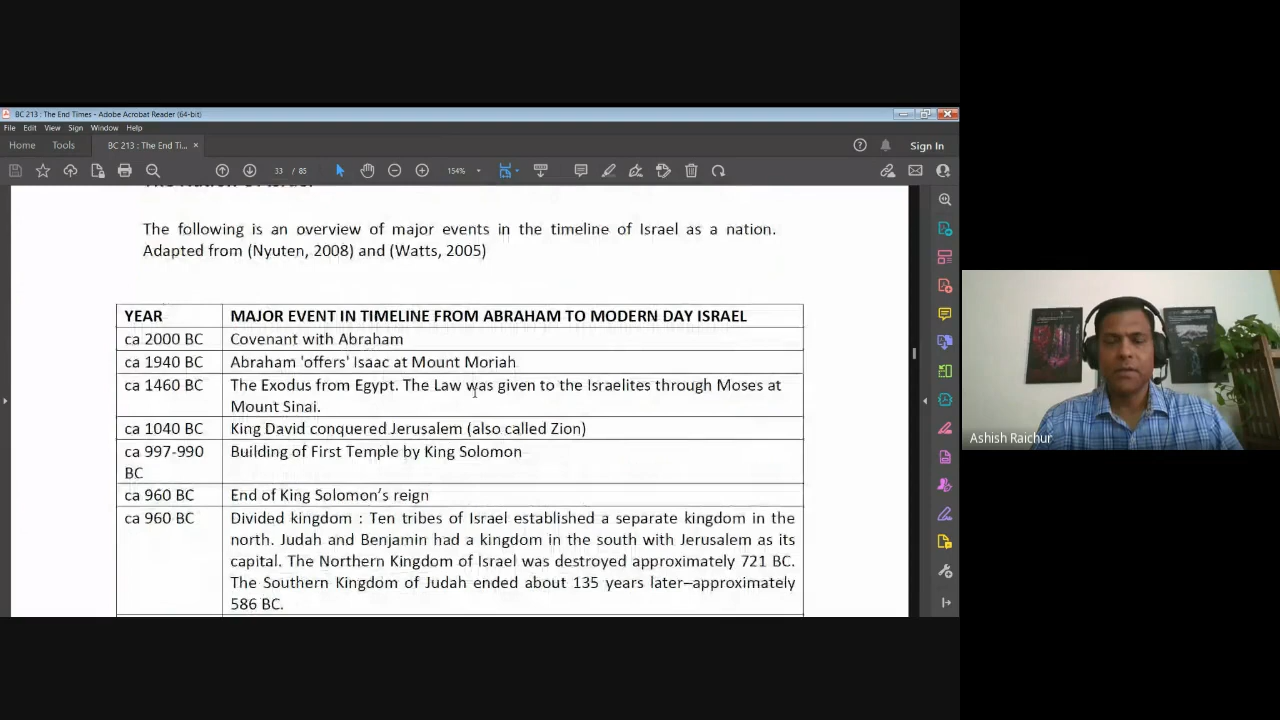 BC 213 : The End Times - Adobe Acrobat Reader (64-bit)
File Edit View Sign Window Help
Home Tools BC 213 : The End Ti... × Sign In
33 / 85 154%
The Nation Of Israel
The following is an overview of major events in the timeline of Israel as a nation.
Adapted from (Nyuten, 2008) and (Watts, 2005)
YEAR MAJOR EVENT IN TIMELINE FROM ABRAHAM TO MODERN DAY ISRAEL
ca 2000 BC Covenant with Abraham
ca 1940 BC Abraham 'offers' Isaac at Mount Moriah
ca 1460 BC The Exodus from Egypt. The Law was given to the Israelites through Moses at
Mount Sinai.
ca 1040 BC King David conquered Jerusalem (also called Zion)
ca 997-990 Building of First Temple by King Solomon
BC
ca 960 BC End of King Solomon’s reign
ca 960 BC Divided kingdom : Ten tribes of Israel established a separate kingdom in the
north. Judah and Benjamin had a kingdom in the south with Jerusalem as its
capital. The Northern Kingdom of Israel was destroyed approximately 721 BC.
The Southern Kingdom of Judah ended about 135 years later–approximately
586 BC.
Ashish Raichur